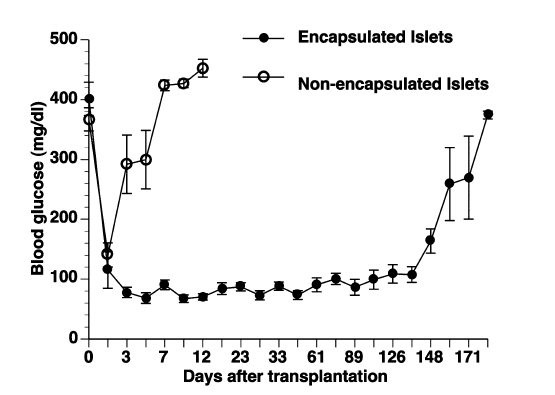 Encapsulated Islets
Non-encapsulated Islets
Blood glucose (mg/dl)
500
400
300
200
100
0
0 3 7 12 23 33 61 89 126 148 171
Days after transplantation